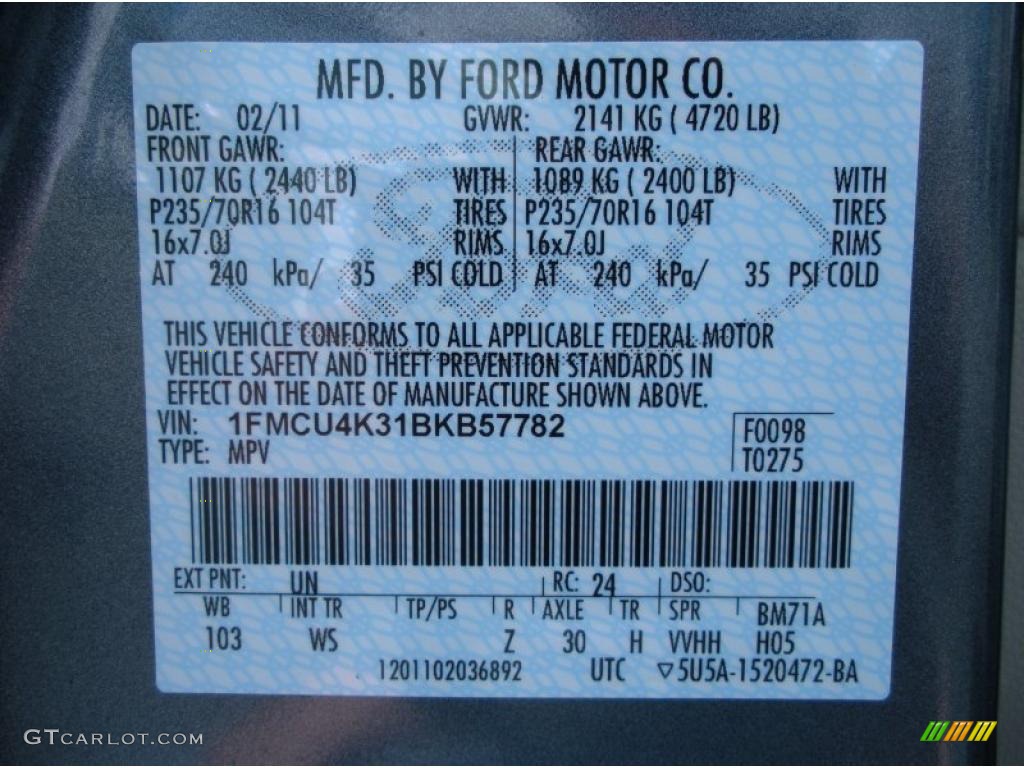 MFD. BY FORD MOTOR CO.
DATE: 02/11 GVWR: 2141 KG ( 4720 LB)
FRONT GAWR: REAR GAWR:
1107 KG ( 2440 LB) WITH 1089 KG ( 2400 LB) WITH
P235/70R16 104T TIRES P235/70R16 104T TIRES
16x7.0J RIMS 16x7.0J RIMS
AT 240 kPa/ 35 PSI COLD AT 240 kPa/ 35 PSI COLD
THIS VEHICLE CONFORMS TO ALL APPLICABLE FEDERAL MOTOR
VEHICLE SAFETY AND THEFT PREVENTION STANDARDS IN
EFFECT ON THE DATE OF MANUFACTURE SHOWN ABOVE.
VIN: 1FMCU4K31BKB57782 F0098
TYPE: MPV T0275
EXT PNT: UN RC: 24 DSO:
WB INT TR TP/PS R AXLE TR SPR BM71A
103 WS Z 30 H VVHH H05
1201102036892 UTC ▽5U5A-1520472-BA
GTCARLOT.COM